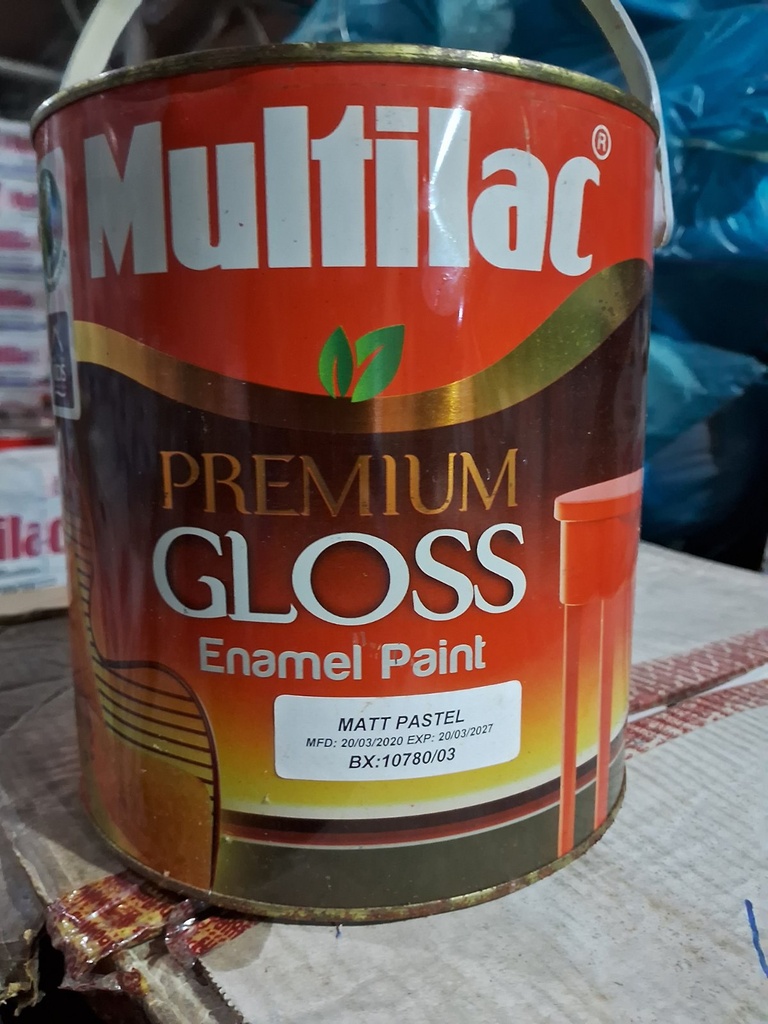 Multilac®
PREMIUM
GLOSS
Enamel Paint
MATT PASTEL
MFD: 20/03/2020 EXP: 20/03/2027
BX:10780/03